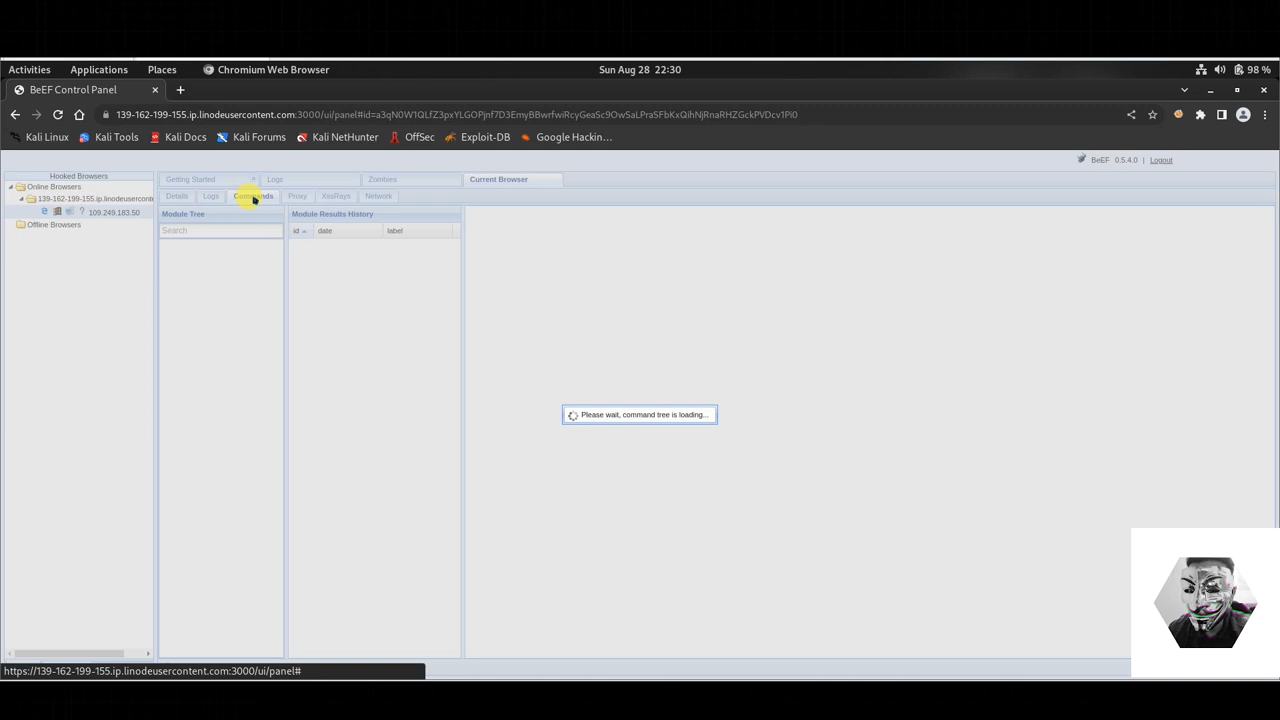 Activities Applications Places Chromium Web Browser Sun Aug 28 22:30 98 %
BeEF Control Panel
139-162-199-155.ip.linodeusercontent.com:3000/ui/panel#id=a3qN0W1QLfZ3pxYLGOPjnf7D3EmyBBwrfwiRcyGeaSc9OwSaLPraSFbKxQihNjRnaRHZGckPVDcv1Pi0
Kali Linux Kali Tools Kali Docs Kali Forums Kali NetHunter OffSec Exploit-DB Google Hackin…
BeEF 0.5.4.0 | Logout
Hooked Browsers
Online Browsers
139-162-199-155.ip.linodeusercont
? 109.249.183.50
Offline Browsers
Getting Started Logs Zombies Current Browser
Details Logs Commands Proxy XssRays Network
Module Tree
Search
Module Results History
id date label
Please wait, command tree is loading...
https://139-162-199-155.ip.linodeusercontent.com:3000/ui/panel#